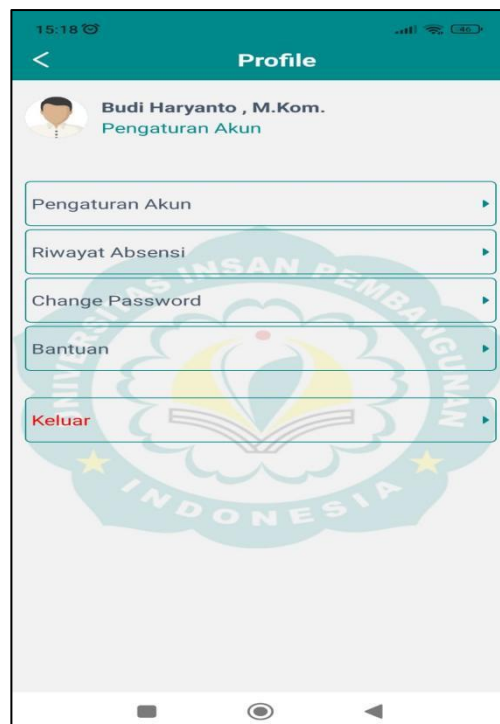 15:18
46
Profile
Budi Haryanto , M.Kom.
Pengaturan Akun
Pengaturan Akun
Riwayat Absensi
Change Password
Bantuan
Keluar
UNIVERSITAS INSAN PEMBANGUNAN
INDONESIA